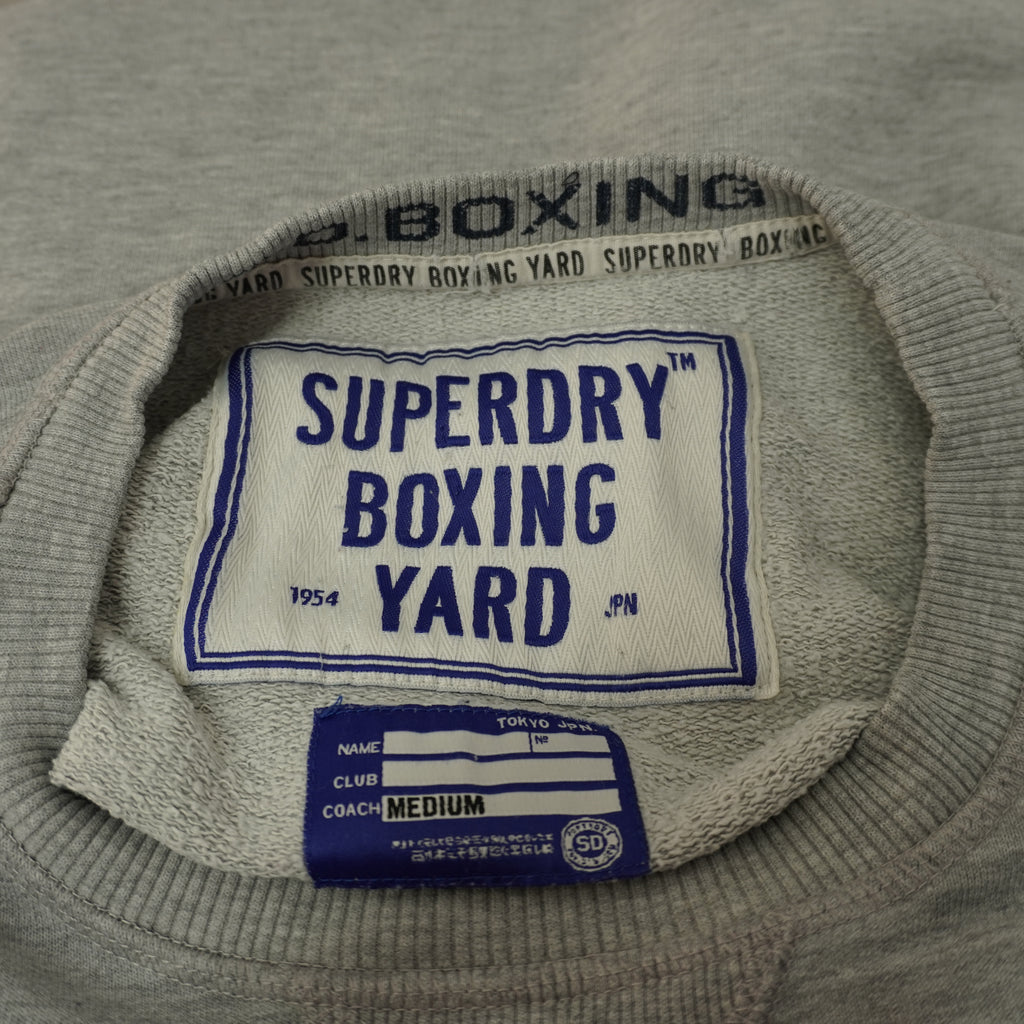 .BOXING
YARD SUPERDRY BOXING YARD SUPERDRY BOXING
SUPERDRY™
BOXING
YARD
1954
JPN
TOKYO JPN.
NAME
Nº
CLUB
COACH MEDIUM
SD